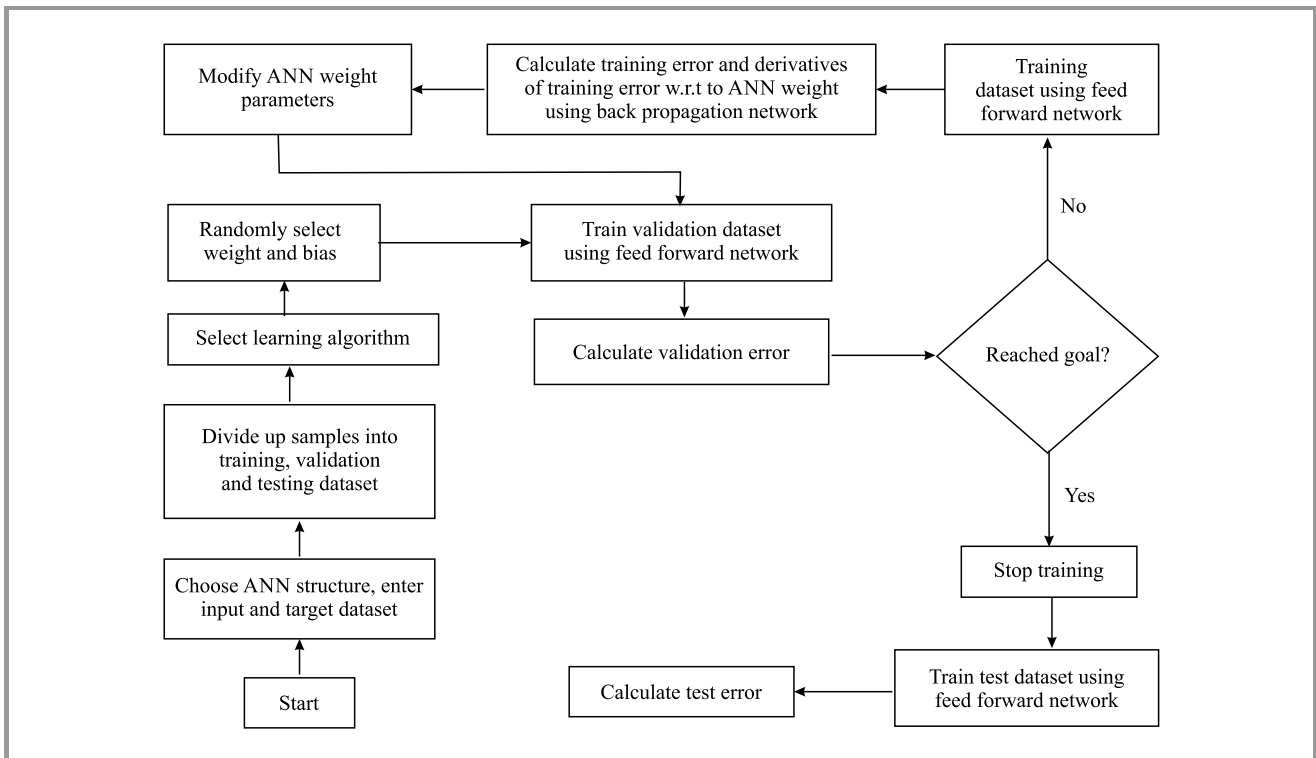 Modify ANN weight
parameters
Calculate training error and derivatives
of training error w.r.t to ANN weight
using back propagation network
Training
dataset using feed
forward network
No
Randomly select
weight and bias
Train validation dataset
using feed forward network
Select learning algorithm
Calculate validation error
Reached goal?
Divide up samples into
training, validation
and testing dataset
Yes
Choose ANN structure, enter
input and target dataset
Stop training
Start
Calculate test error
Train test dataset using
feed forward network